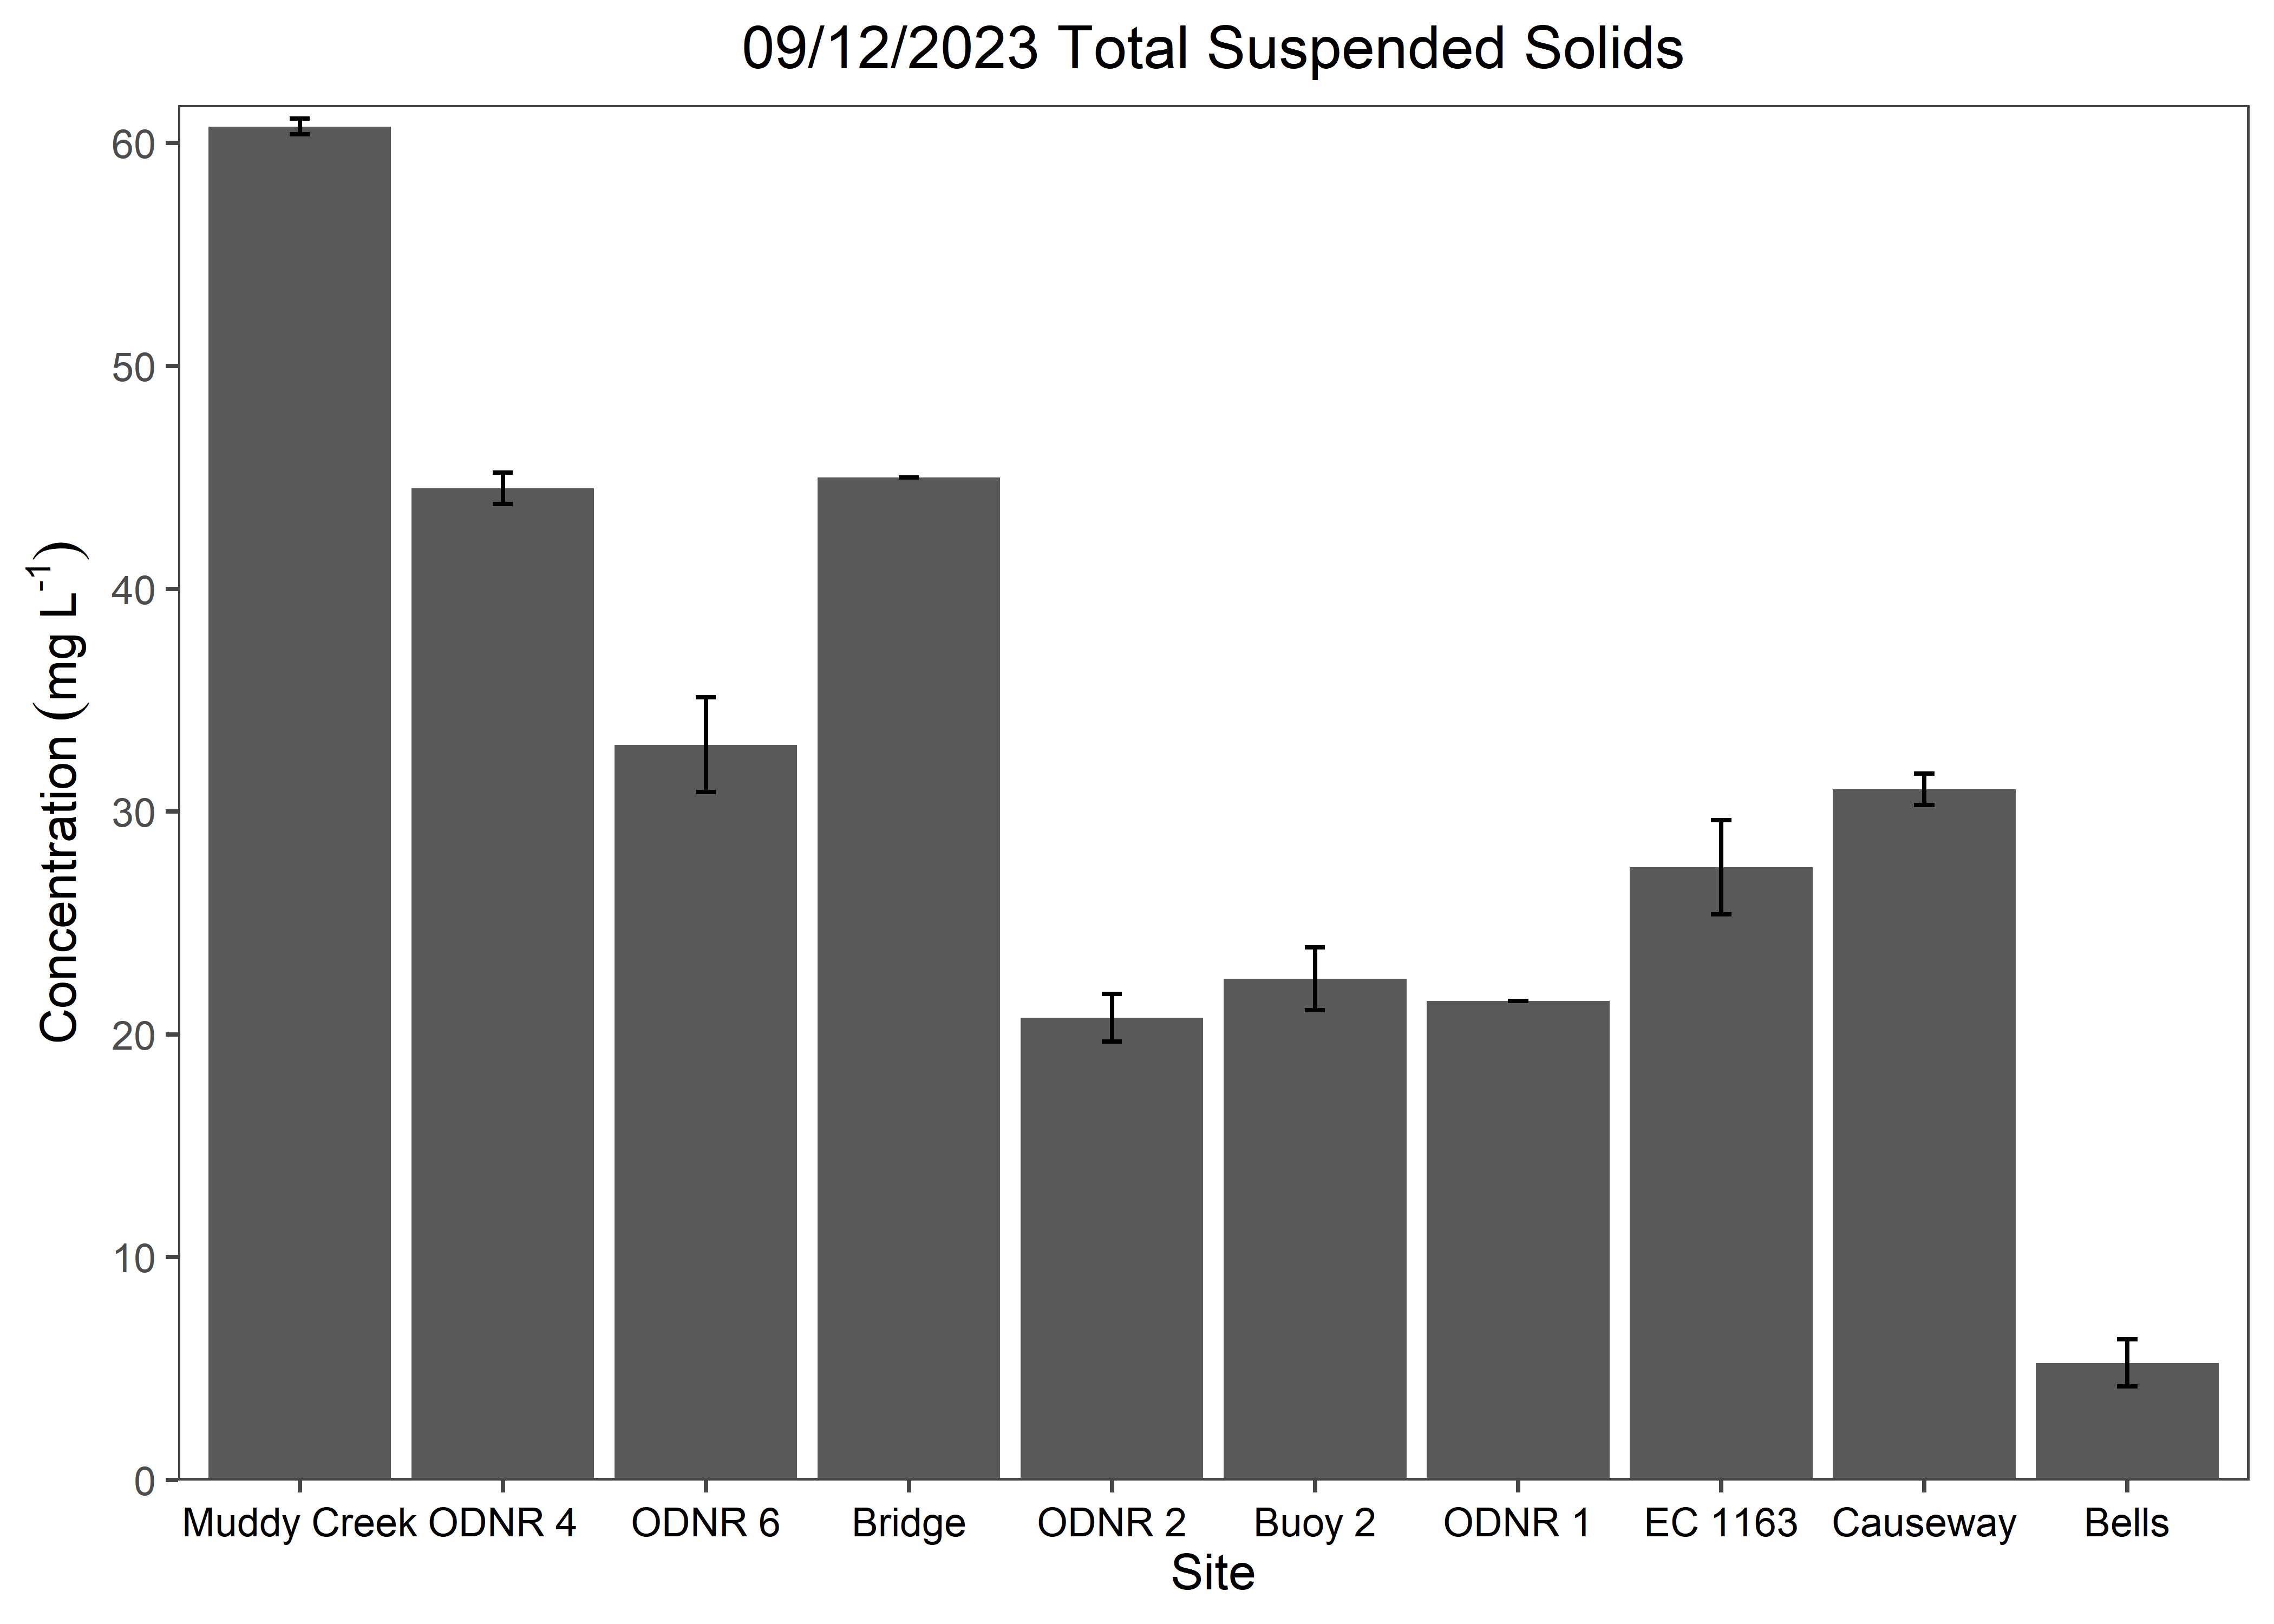 09/12/2023 Total Suspended Solids
Concentration (mg L⁻¹)
60
50
40
30
20
10
0
Muddy Creek ODNR 4 ODNR 6 Bridge ODNR 2 Buoy 2 ODNR 1 EC 1163 Causeway Bells
Site